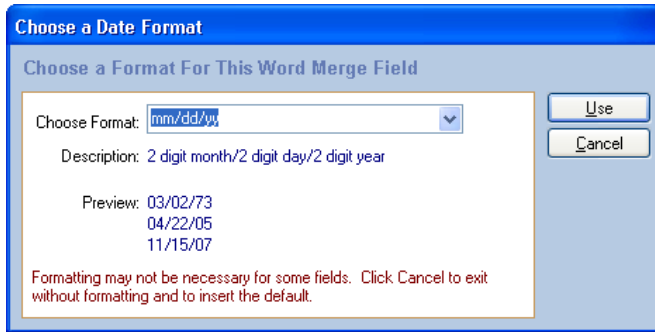 Choose a Date Format
Choose a Format For This Word Merge Field
Choose Format: mm/dd/yy
Use
Cancel
Description: 2 digit month/2 digit day/2 digit year
Preview: 03/02/73
04/22/05
11/15/07
Formatting may not be necessary for some fields. Click Cancel to exit
without formatting and to insert the default.